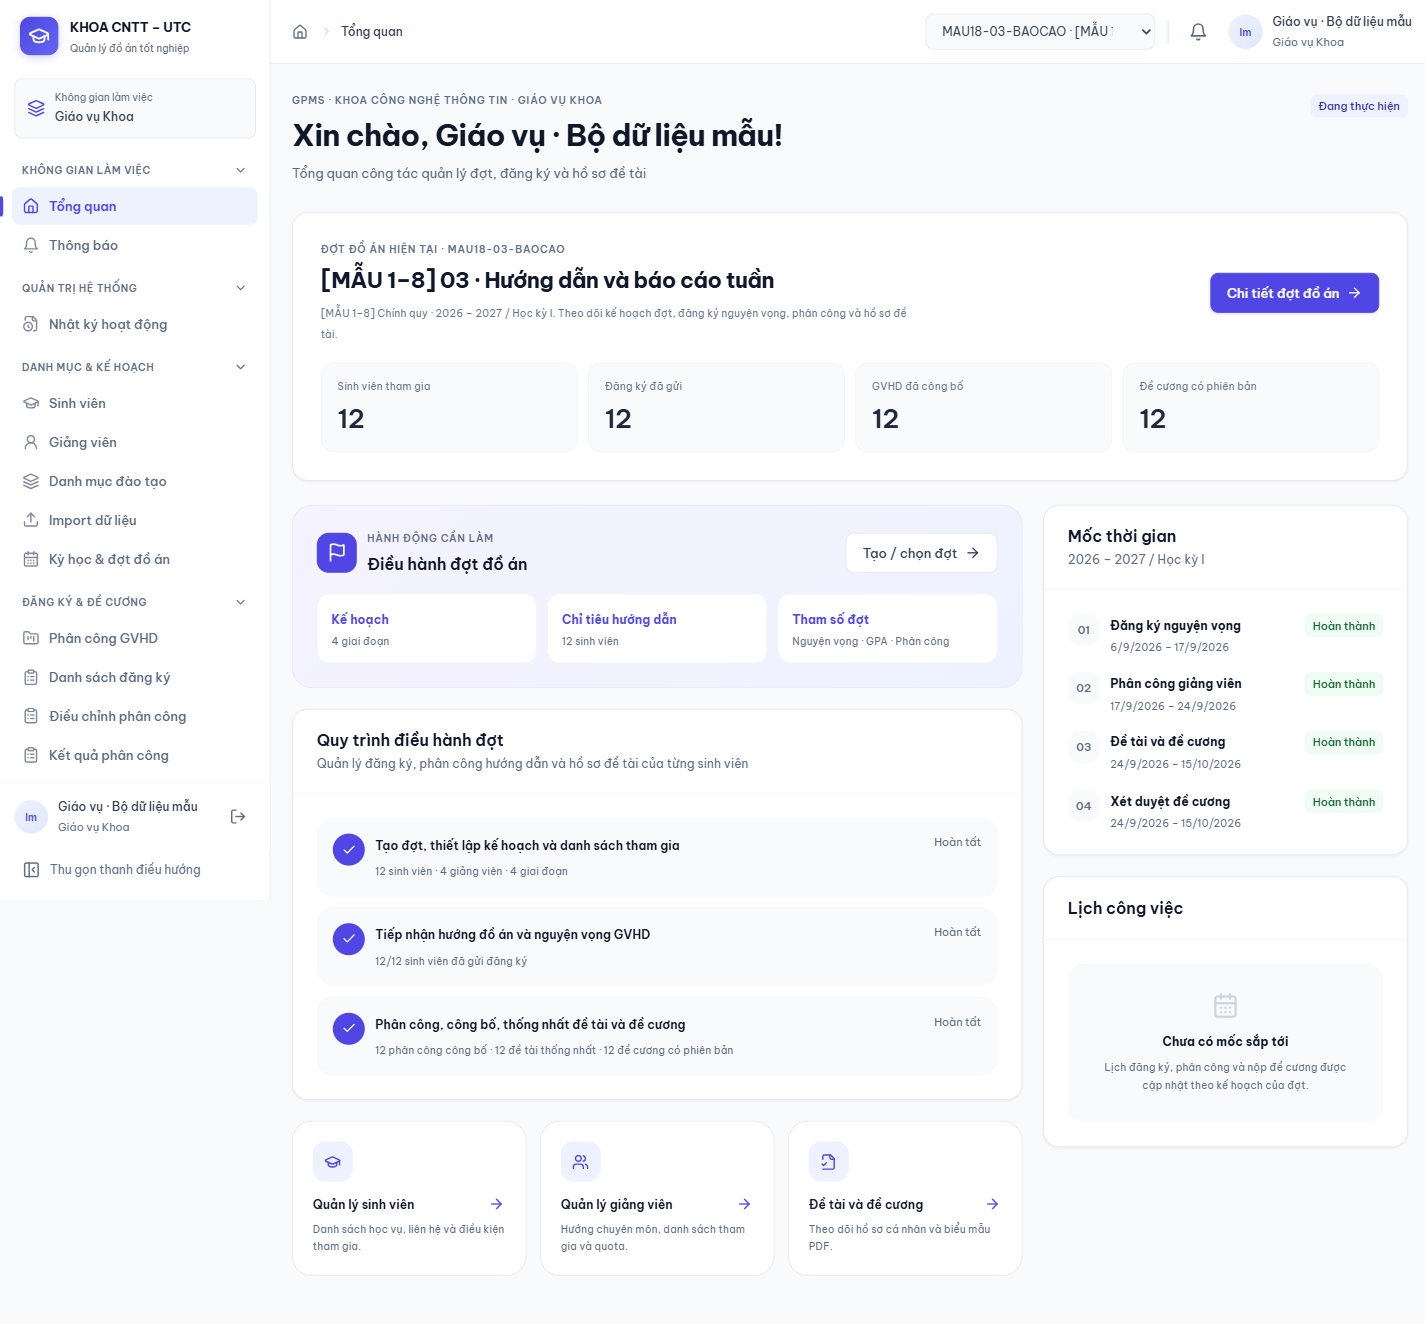 KHOA CNTT – UTC
Quản lý đồ án tốt nghiệp
Không gian làm việc
Giáo vụ Khoa
KHÔNG GIAN LÀM VIỆC
Tổng quan
Thông báo
QUẢN TRỊ HỆ THỐNG
Nhật ký hoạt động
DANH MỤC & KẾ HOẠCH
Sinh viên
Giảng viên
Danh mục đào tạo
Import dữ liệu
Kỳ học & đợt đồ án
ĐĂNG KÝ & ĐỀ CƯƠNG
Phân công GVHD
Danh sách đăng ký
Điều chỉnh phân công
Kết quả phân công
Im
Giáo vụ · Bộ dữ liệu mẫu
Giáo vụ Khoa
Thu gọn thanh điều hướng
Tổng quan
MAU18-03-BAOCAO · [MẪU 1
Im
Giáo vụ · Bộ dữ liệu mẫu
Giáo vụ Khoa
GPMS · KHOA CÔNG NGHỆ THÔNG TIN · GIÁO VỤ KHOA
Đang thực hiện
Xin chào, Giáo vụ · Bộ dữ liệu mẫu!
Tổng quan công tác quản lý đợt, đăng ký và hồ sơ đề tài
ĐỢT ĐỒ ÁN HIỆN TẠI · MAU18-03-BAOCAO
[MẪU 1–8] 03 · Hướng dẫn và báo cáo tuần
[MẪU 1–8] Chính quy · 2026 – 2027 / Học kỳ I. Theo dõi kế hoạch đợt, đăng ký nguyện vọng, phân công và hồ sơ đề
tài.
Chi tiết đợt đồ án
Sinh viên tham gia
12
Đăng ký đã gửi
12
GVHD đã công bố
12
Đề cương có phiên bản
12
HÀNH ĐỘNG CẦN LÀM
Điều hành đợt đồ án
Tạo / chọn đợt
Kế hoạch
4 giai đoạn
Chỉ tiêu hướng dẫn
12 sinh viên
Tham số đợt
Nguyện vọng · GPA · Phân công
Quy trình điều hành đợt
Quản lý đăng ký, phân công hướng dẫn và hồ sơ đề tài của từng sinh viên
Tạo đợt, thiết lập kế hoạch và danh sách tham gia
Hoàn tất
12 sinh viên · 4 giảng viên · 4 giai đoạn
Tiếp nhận hướng đồ án và nguyện vọng GVHD
Hoàn tất
12/12 sinh viên đã gửi đăng ký
Phân công, công bố, thống nhất đề tài và đề cương
Hoàn tất
12 phân công công bố · 12 đề tài thống nhất · 12 đề cương có phiên bản
Quản lý sinh viên
Danh sách học vụ, liên hệ và điều kiện
tham gia.
Quản lý giảng viên
Hướng chuyên môn, danh sách tham
gia và quota.
Đề tài và đề cương
Theo dõi hồ sơ cá nhân và biểu mẫu
PDF.
Mốc thời gian
2026 – 2027 / Học kỳ I
01
Đăng ký nguyện vọng
Hoàn thành
6/9/2026 – 17/9/2026
02
Phân công giảng viên
Hoàn thành
17/9/2026 – 24/9/2026
03
Đề tài và đề cương
Hoàn thành
24/9/2026 – 15/10/2026
04
Xét duyệt đề cương
Hoàn thành
24/9/2026 – 15/10/2026
Lịch công việc
Chưa có mốc sắp tới
Lịch đăng ký, phân công và nộp đề cương được
cập nhật theo kế hoạch của đợt.